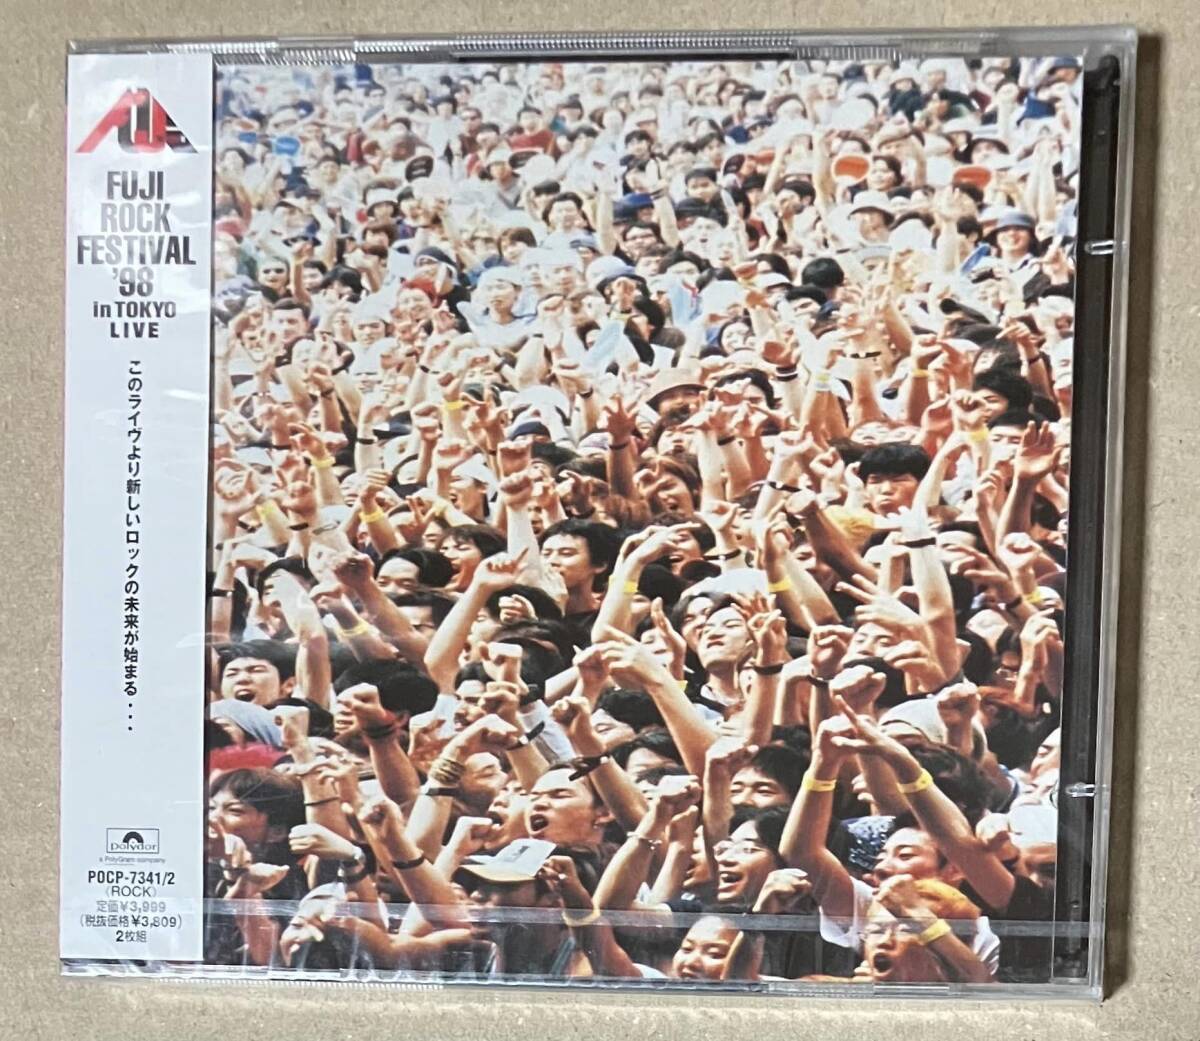 FUJI
ROCK
FESTIVAL
'98
in TOKYO
LIVE
このライヴより新しいロックの未来が始まる・・・
polydor
a PolyGram company
POCP-7341/2
(ROCK)
定価¥3,999
(税抜価格¥3,809)
2枚組